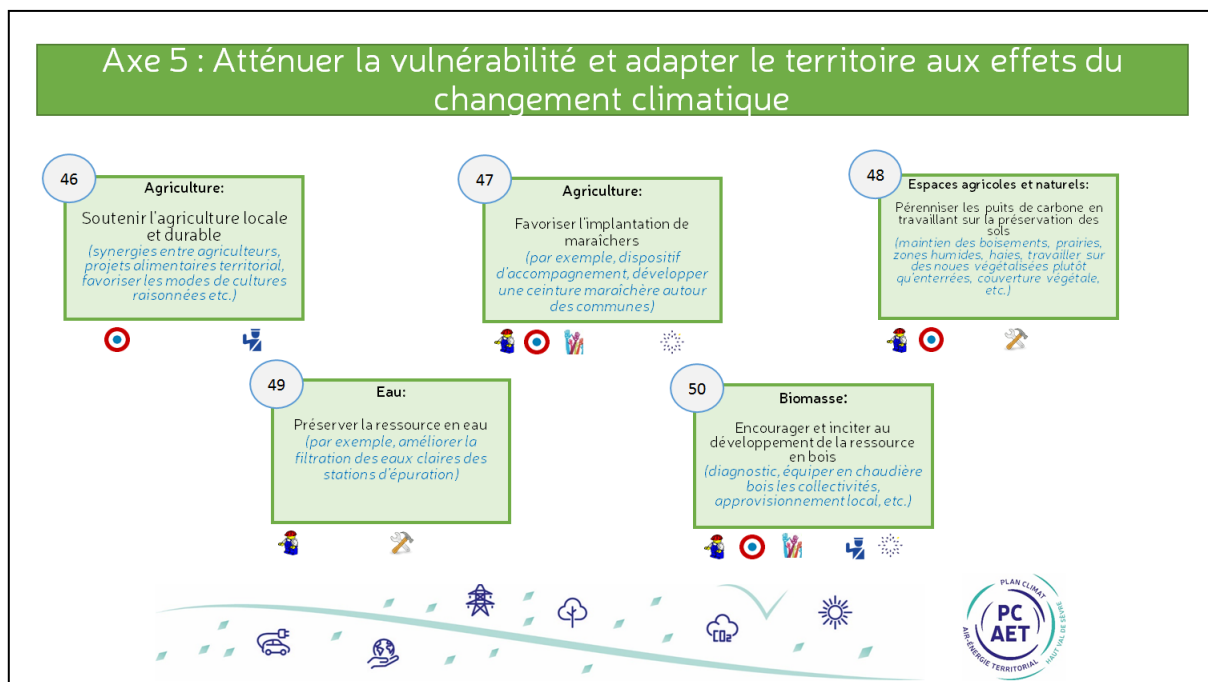 Axe 5 : Atténuer la vulnérabilité et adapter le territoire aux effets du
changement climatique
46
Agriculture:
Soutenir l'agriculture locale
et durable
(synergies entre agriculteurs,
projets alimentaires territorial,
favoriser les modes de cultures
raisonnées etc.)
47
Agriculture:
Favoriser l'implantation de
maraîchers
(par exemple, dispositif
d'accompagnement, développer
une ceinture maraîchère autour
des communes)
48
Espaces agricoles et naturels:
Pérenniser les puits de carbone en
travaillant sur la préservation des
sols
(maintien des boisements, prairies,
zones humides, haies, travailler sur
des noues végétalisées plutôt
qu'enterrées, couverture végétale,
etc.)
49
Eau:
Préserver la ressource en eau
(par exemple, améliorer la
filtration des eaux claires des
stations d'épuration)
50
Biomasse:
Encourager et inciter au
développement de la ressource
en bois
(diagnostic, équiper en chaudière
bois les collectivités,
approvisionnement local, etc.)
CO2
PLAN CLIMAT
PC
AET
AIR-ÉNERGIE TERRITORIAL
HAUT VAL DE SÈVRE